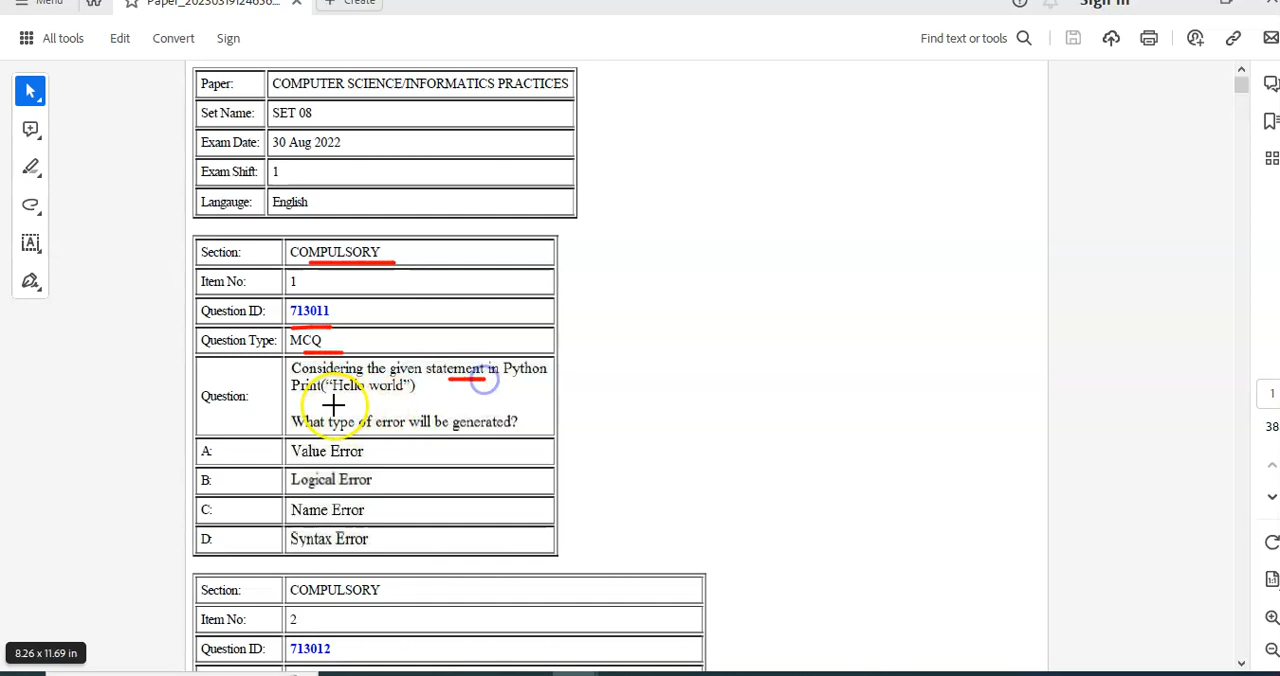 Menu
Paper_20230319124656...
Create
Sign in
All tools
Edit
Convert
Sign
Find text or tools
Paper: COMPUTER SCIENCE/INFORMATICS PRACTICES
Set Name: SET 08
Exam Date: 30 Aug 2022
Exam Shift: 1
Langauge: English
Section: COMPULSORY
Item No: 1
Question ID: 713011
Question Type: MCQ
Question: Considering the given statement in Python
Print(“Hello world”)
What type of error will be generated?
A: Value Error
B: Logical Error
C: Name Error
D: Syntax Error
Section: COMPULSORY
Item No: 2
Question ID: 713012
8.26 x 11.69 in
1
38
1:1